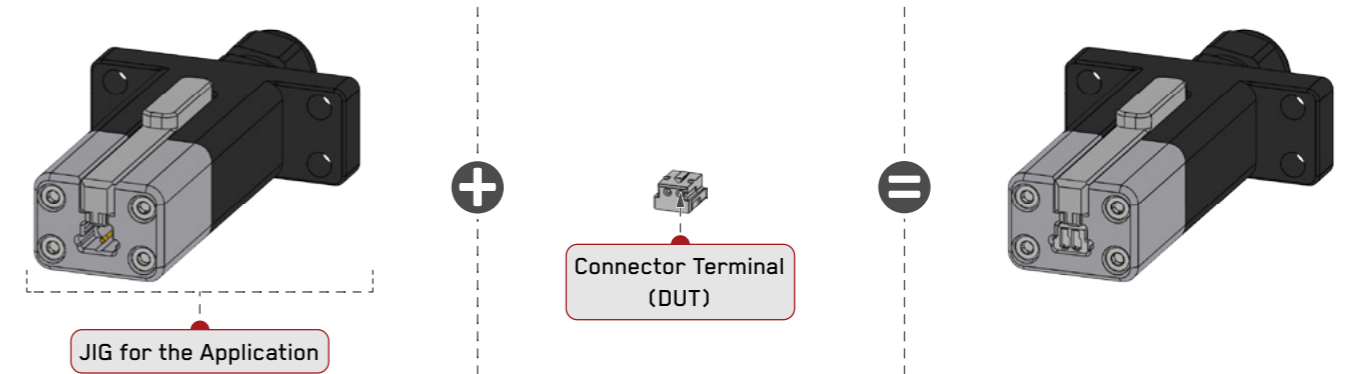 Connector Terminal
(DUT)
JIG for the Application